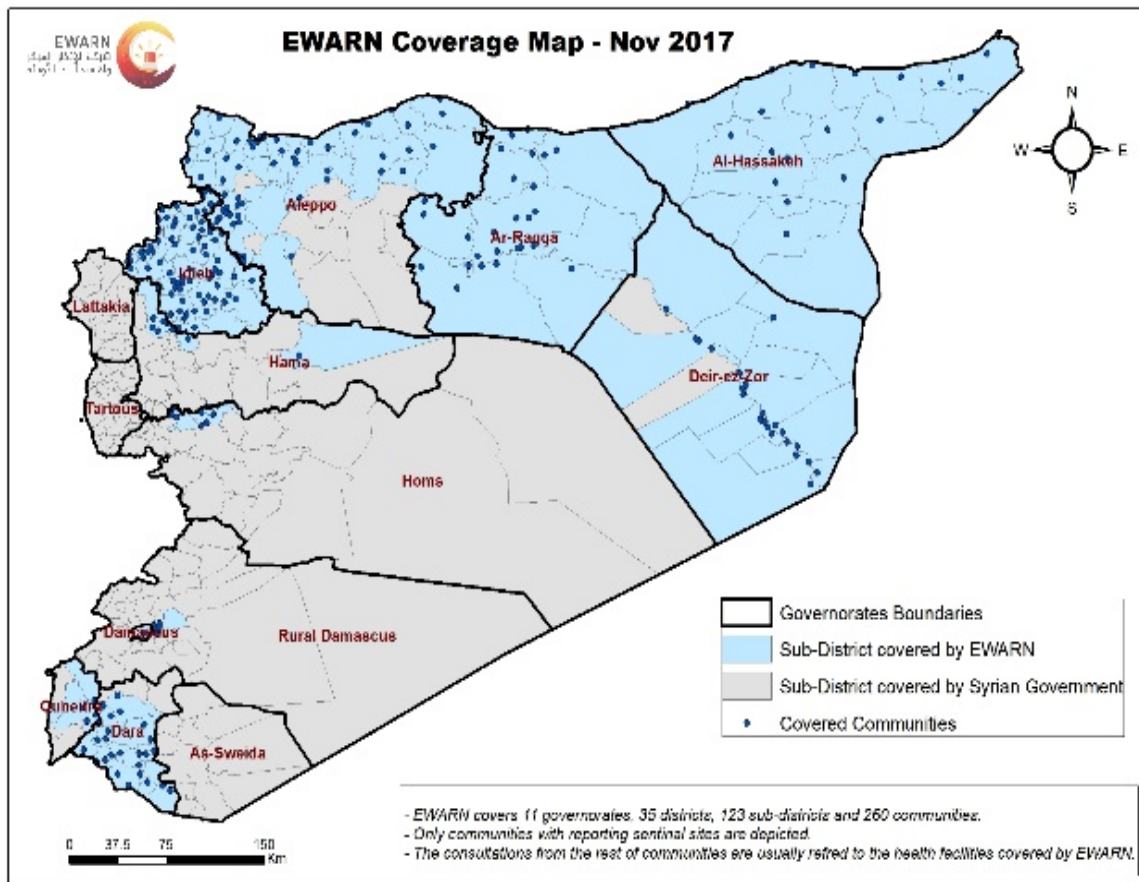 EWARN
EWARN Coverage Map - Nov 2017
N
W
E
S
Al-Hassakeh
Aleppo
Ar-Raqqa
Idleb
Lattakia
Hama
Deir-ez-Zor
Tartous
Homs
Damascus
Rural Damascus
Quneitra
Dara
As-Sweida
Governorates Boundaries
Sub-District covered by EWARN
Sub-District covered by Syrian Government
Covered Communities
- EWARN covers 11 governorates, 35 districts, 123 sub-districts and 260 communities.
- Only communities with reporting sentinal sites are depicted.
- The consultations from the rest of communities are usually refred to the health facilities covered by EWARN.
0 37.5 75 150
Km